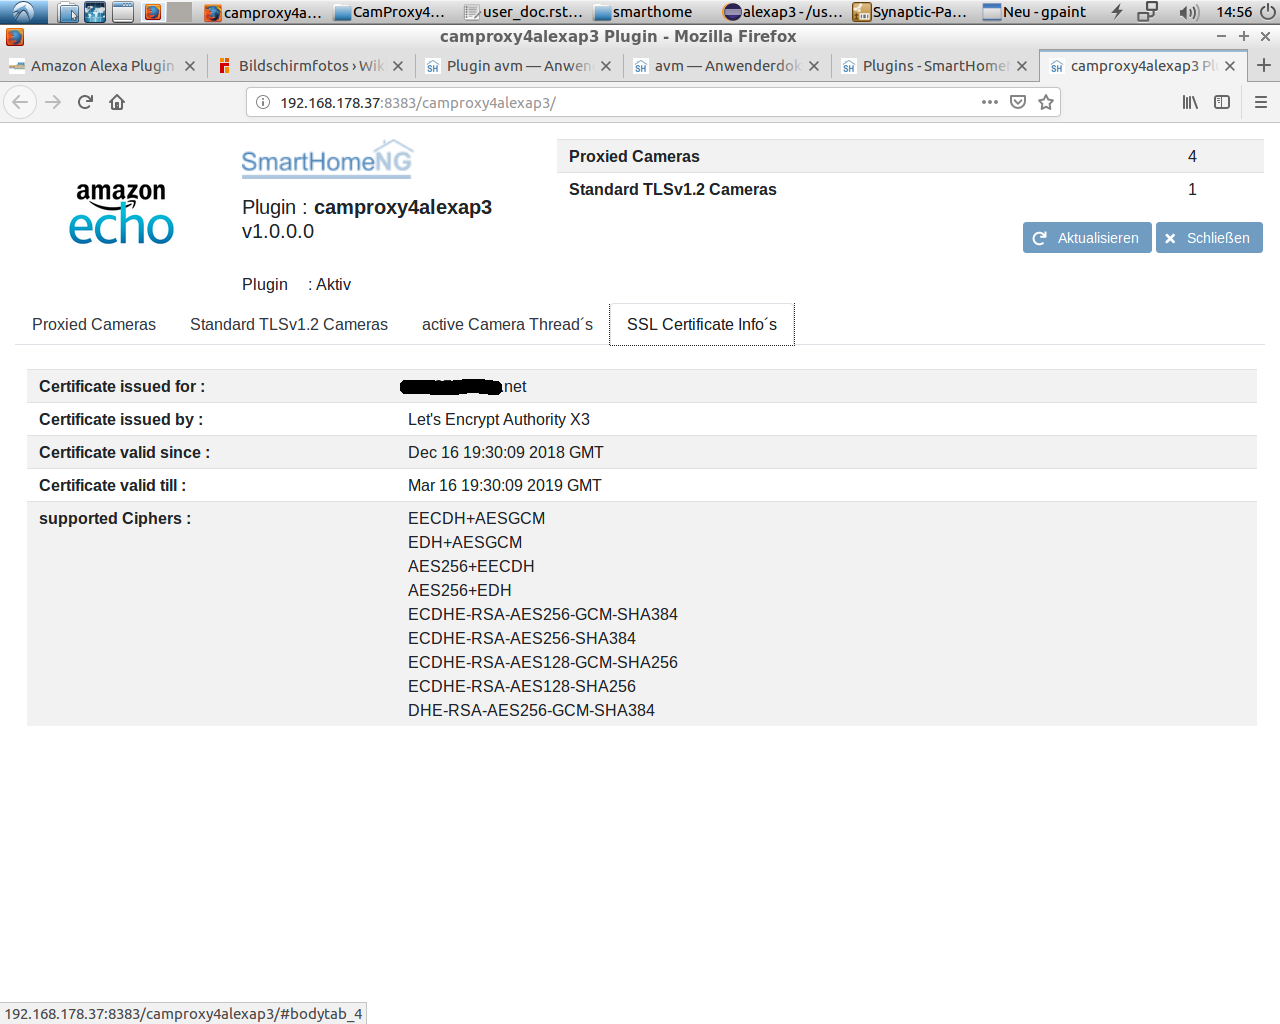 camproxy4a... CamProxy4... user_doc.rst... smarthome alexap3 - /us... Synaptic-Pa... Neu - gpaint 14:56
camproxy4alexap3 Plugin - Mozilla Firefox
Amazon Alexa Plugin Bildschirmfotos › Wik Plugin avm — Anwen avm — Anwenderdok Plugins - SmartHome camproxy4alexap3 Pl
192.168.178.37:8383/camproxy4alexap3/
amazon
echo
SmartHomeNG
Plugin : camproxy4alexap3
v1.0.0.0
Plugin : Aktiv
Proxied Cameras 4
Standard TLSv1.2 Cameras 1
Aktualisieren Schließen
Proxied Cameras Standard TLSv1.2 Cameras active Camera Thread´s SSL Certificate Info´s
Certificate issued for : .net
Certificate issued by : Let's Encrypt Authority X3
Certificate valid since : Dec 16 19:30:09 2018 GMT
Certificate valid till : Mar 16 19:30:09 2019 GMT
supported Ciphers : EECDH+AESGCM
EDH+AESGCM
AES256+EECDH
AES256+EDH
ECDHE-RSA-AES256-GCM-SHA384
ECDHE-RSA-AES256-SHA384
ECDHE-RSA-AES128-GCM-SHA256
ECDHE-RSA-AES128-SHA256
DHE-RSA-AES256-GCM-SHA384
192.168.178.37:8383/camproxy4alexap3/#bodytab_4